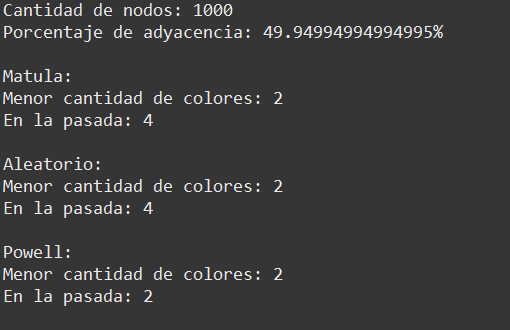 Cantidad de nodos: 1000
Porcentaje de adyacencia: 49.94994994994995%
Matula:
Menor cantidad de colores: 2
En la pasada: 4
Aleatorio:
Menor cantidad de colores: 2
En la pasada: 4
Powell:
Menor cantidad de colores: 2
En la pasada: 2